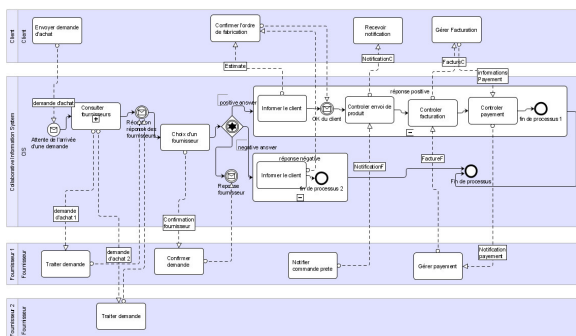 Client
Client
Envoyer demande
d'achat
Confirmer l'ordre
de fabrication
Recevoir
notification
Gérer Facturation
Estimate
NotificationC
FactureC
informations
Payement
Collaborative Information System
OS
demande d'achat
Consulter
fournisseurs
Attente de l'arrivée
d'une demande
Réception
réponse des
fournisseurs
Choix d'un
fournisseur
positive answer
negative answer
réponse positive
Informer le client
OK du client
Controler envoi de
produit
Controler
facturation
Controler
payement
fin de processus 1
réponse négative
Informer le client
fin de processus 2
Reponse
fournisseur
NotificationF
FactureF
Fin de processus
demande
d'achat 1
demande
d'achat 2
Confirmation
fournisseur
Notification
payement
Fournisseur 1
Fournisseur
Traiter demande
Confirmer
demande
Notifier
commande prete
Gérer payement
Fournisseur 2
Fournisseur
Traiter demande